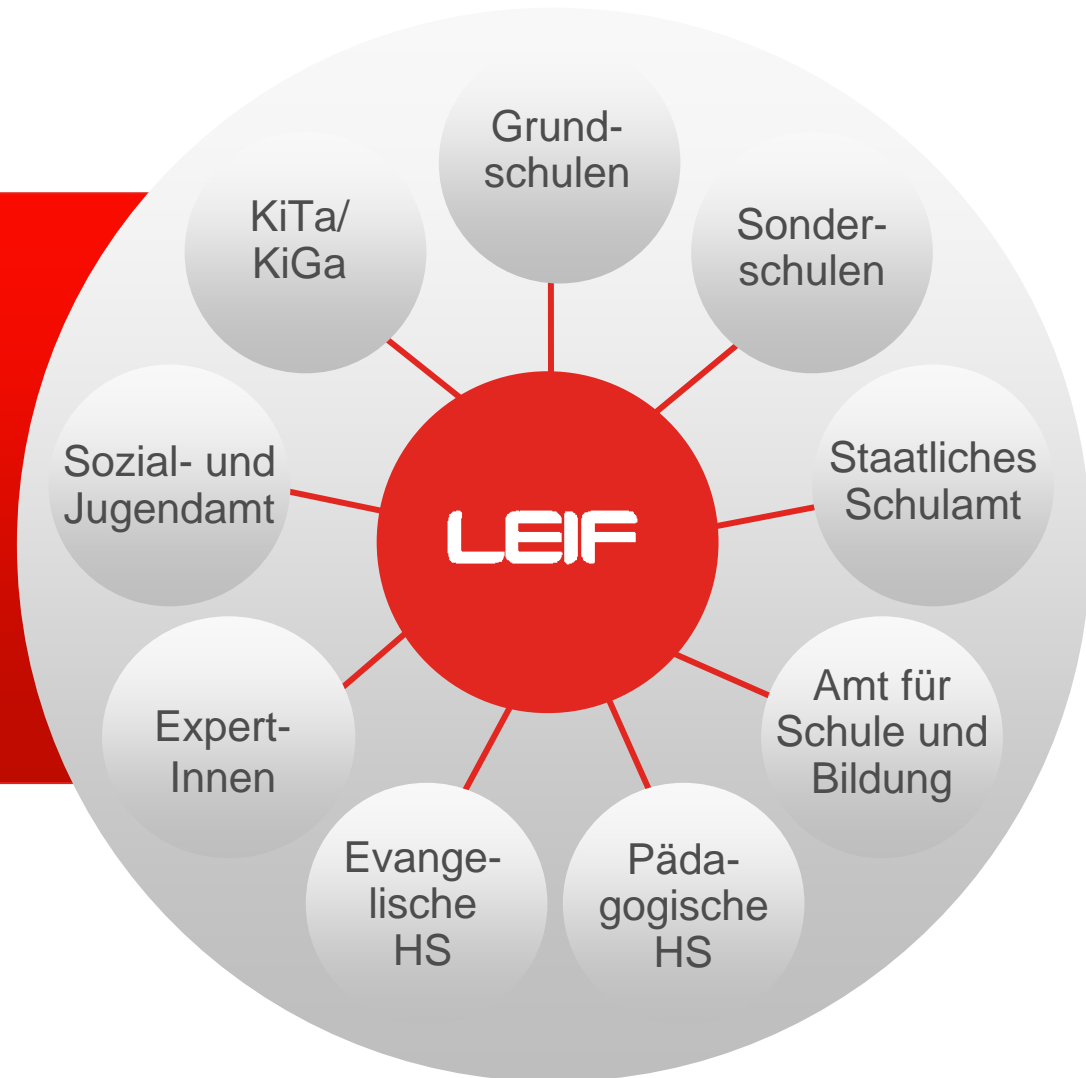 Grund-
schulen
KiTa/
KiGa
Sonder-
schulen
Sozial- und
Jugendamt
Staatliches
Schulamt
LEIF
Expert-
Innen
Amt für
Schule und
Bildung
Evange-
lische
HS
Päda-
gogische
HS